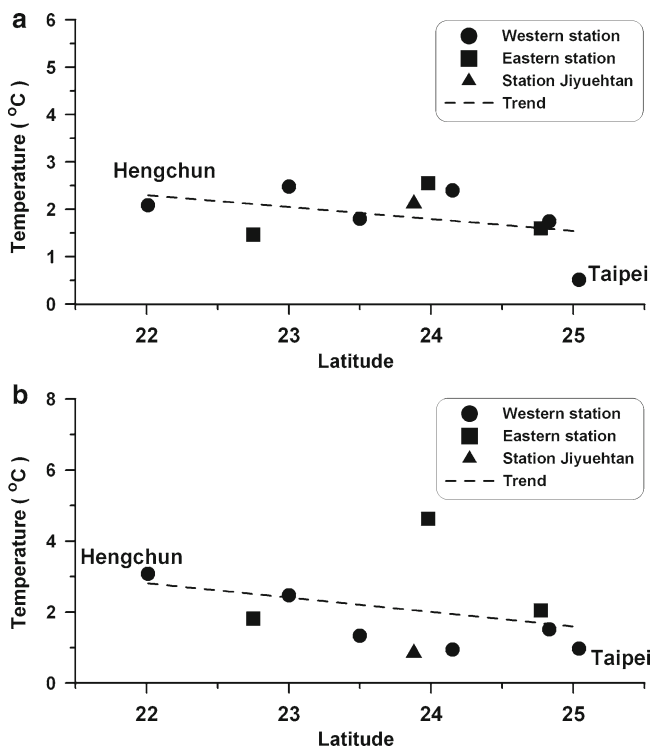 a
6
5
4
3
2
1
0
Temperature ( °C )
Western station
Eastern station
Station Jiyuehtan
Trend
Hengchun
Taipei
22
23
24
25
Latitude
b
8
6
4
2
0
Temperature ( °C )
Western station
Eastern station
Station Jiyuehtan
Trend
Hengchun
Taipei
22
23
24
25
Latitude